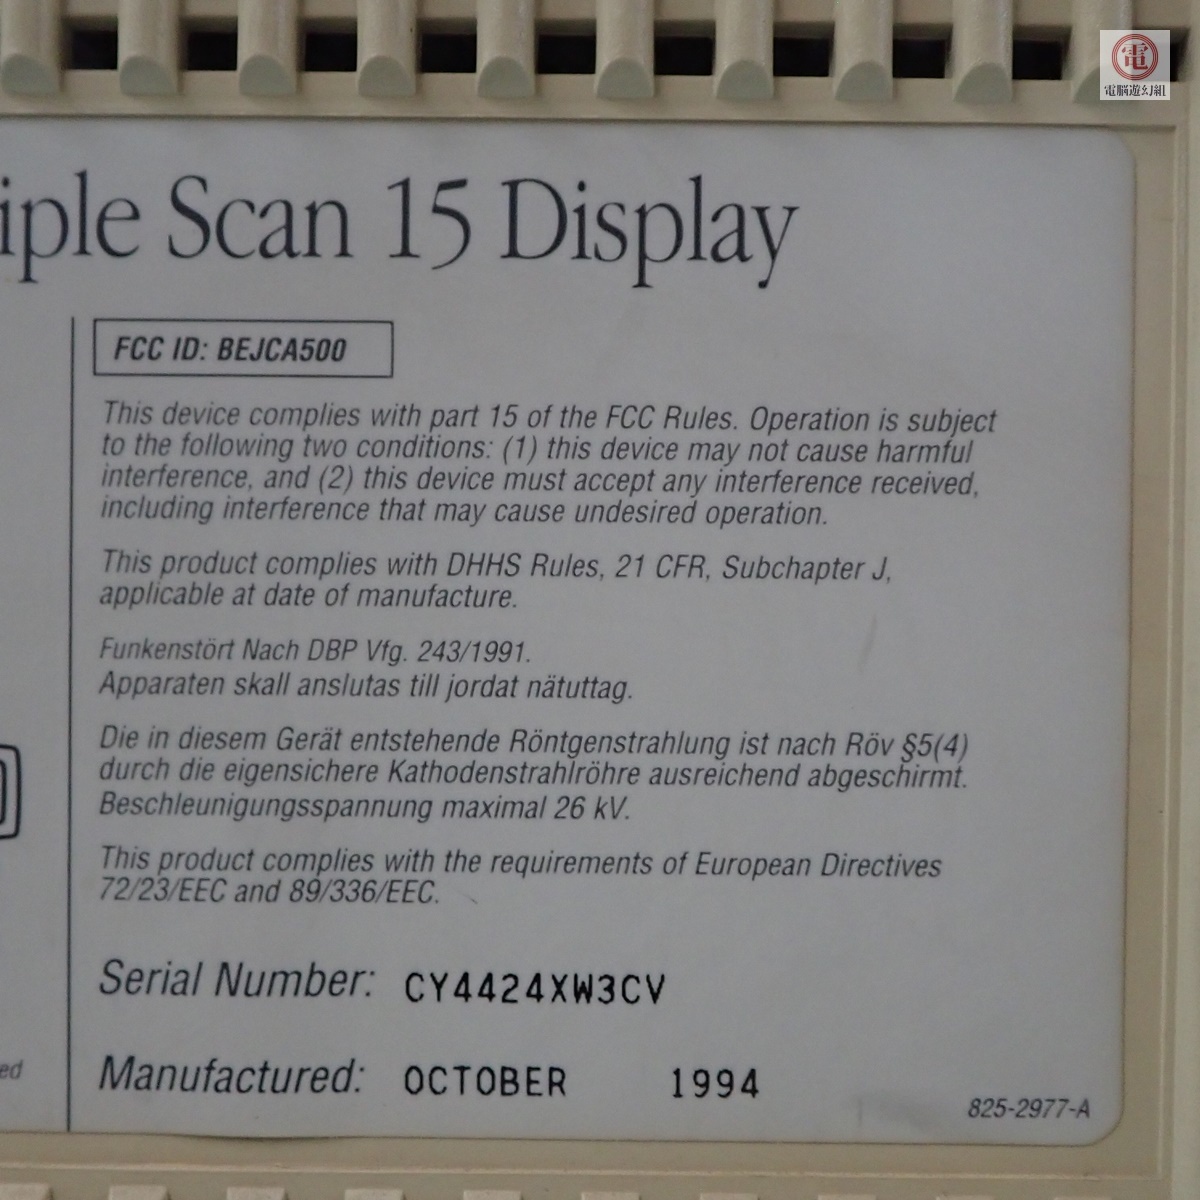 電
電腦遊幻組
iple Scan 15 Display
FCC ID: BEJCA500
This device complies with part 15 of the FCC Rules. Operation is subject
to the following two conditions: (1) this device may not cause harmful
interference, and (2) this device must accept any interference received,
including interference that may cause undesired operation.
This product complies with DHHS Rules, 21 CFR, Subchapter J,
applicable at date of manufacture.
Funkenstört Nach DBP Vfg. 243/1991.
Apparaten skall anslutas till jordat nätuttag.
Die in diesem Gerät entstehende Röntgenstrahlung ist nach Röv §5(4)
durch die eigensichere Kathodenstrahlröhre ausreichend abgeschirmt.
Beschleunigungsspannung maximal 26 kV.
This product complies with the requirements of European Directives
72/23/EEC and 89/336/EEC.
Serial Number: CY4424XW3CV
ed
Manufactured: OCTOBER 1994
825-2977-A